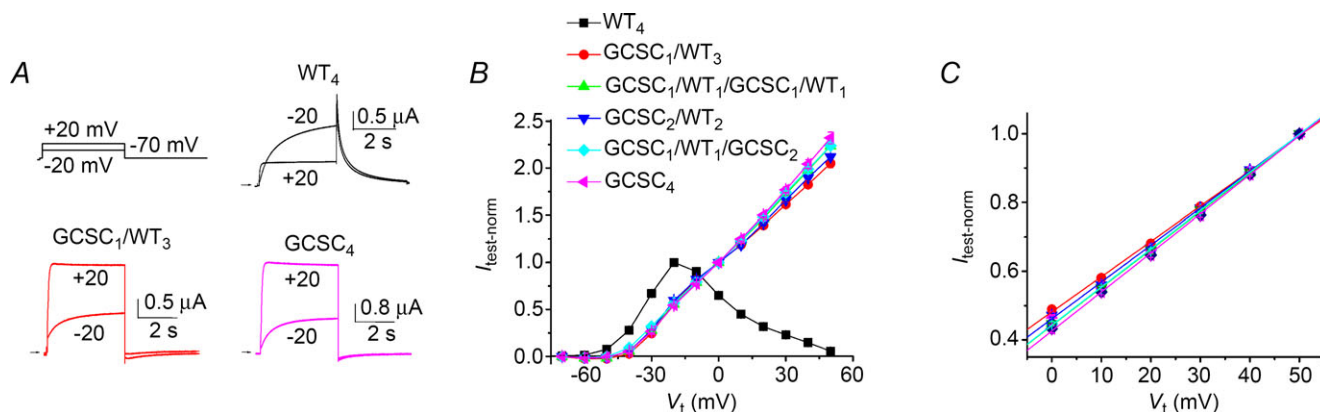 A
+20 mV
-70 mV
-20 mV
WT4
-20
+20
0.5 μA
2 s
GCSC1/WT3
+20
-20
0.5 μA
2 s
GCSC4
+20
-20
0.8 μA
2 s
B
WT4
GCSC1/WT3
GCSC1/WT1/GCSC1/WT1
GCSC2/WT2
GCSC1/WT1/GCSC2
GCSC4
Itest-norm
2.5
2.0
1.5
1.0
0.5
0.0
-60 -30 0 30 60
Vt (mV)
C
Itest-norm
1.0
0.8
0.6
0.4
0 10 20 30 40 50
Vt (mV)